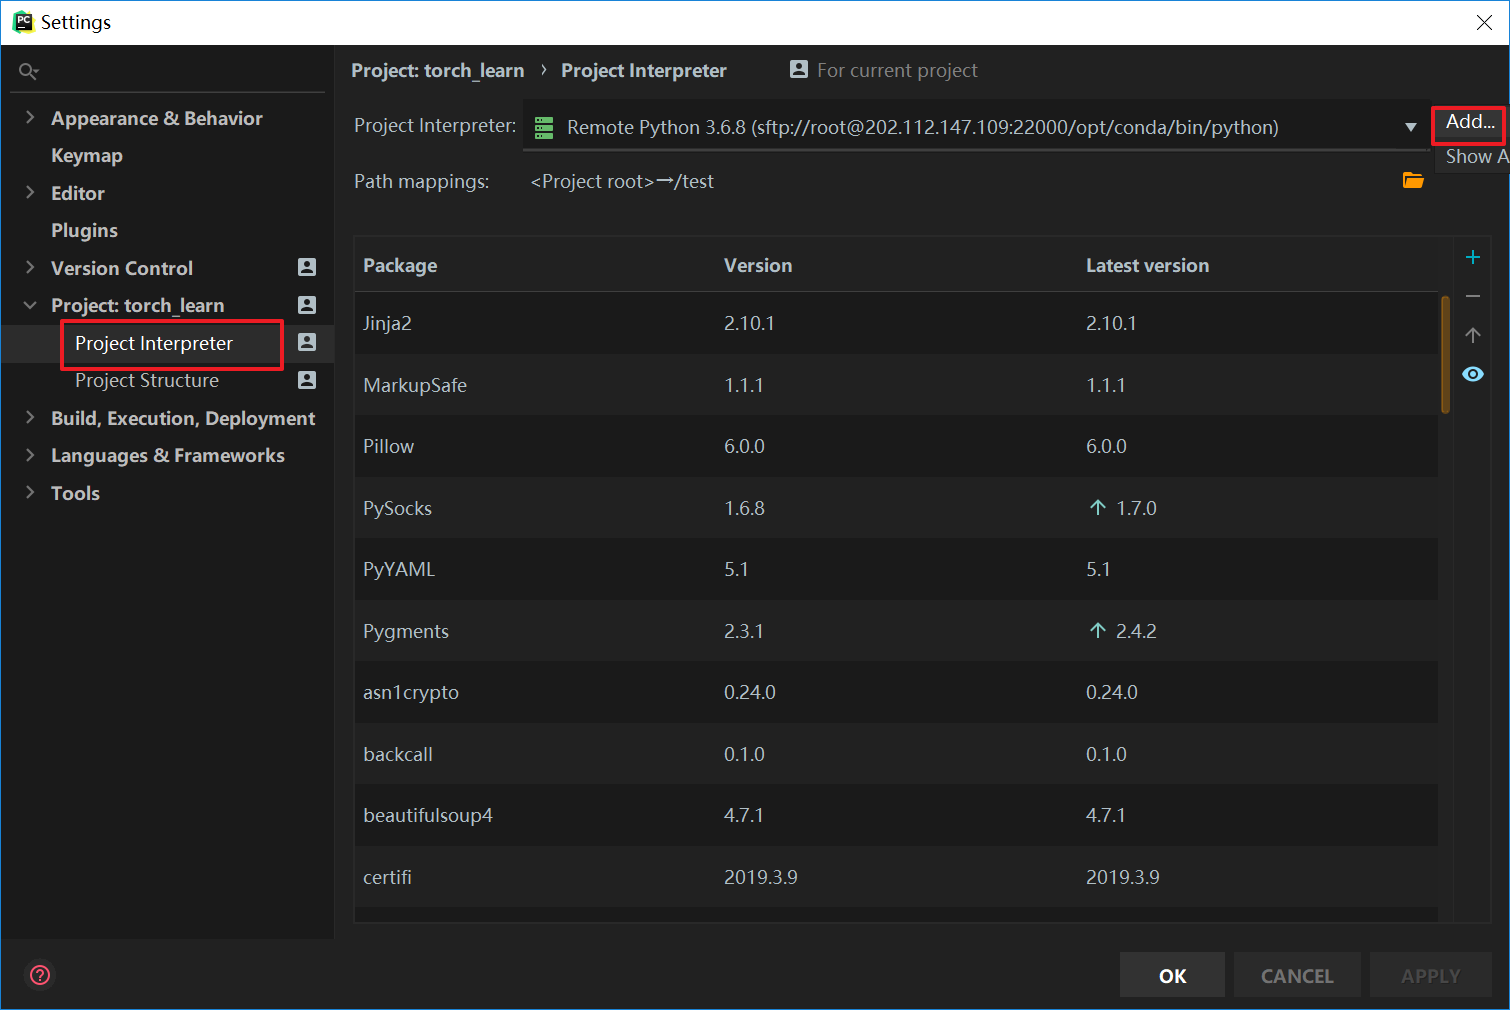 Settings
Appearance & Behavior
Keymap
Editor
Plugins
Version Control
Project: torch_learn
Project Interpreter
Project Structure
Build, Execution, Deployment
Languages & Frameworks
Tools
Project: torch_learn › Project Interpreter For current project
Project Interpreter: Remote Python 3.6.8 (sftp://root@202.112.147.109:22000/opt/conda/bin/python)
Add...
Show A
Path mappings: <Project root>→/test
Package Version Latest version
Jinja2 2.10.1 2.10.1
MarkupSafe 1.1.1 1.1.1
Pillow 6.0.0 6.0.0
PySocks 1.6.8 ↑ 1.7.0
PyYAML 5.1 5.1
Pygments 2.3.1 ↑ 2.4.2
asn1crypto 0.24.0 0.24.0
backcall 0.1.0 0.1.0
beautifulsoup4 4.7.1 4.7.1
certifi 2019.3.9 2019.3.9
OK CANCEL APPLY